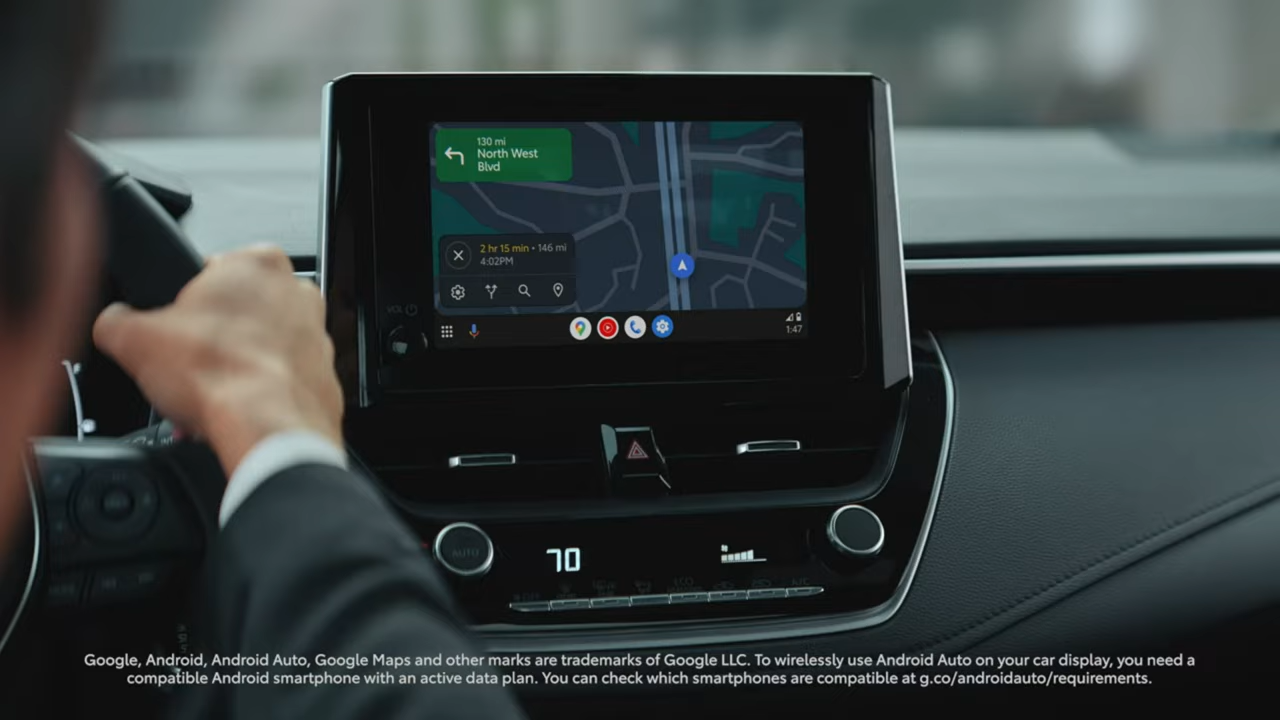 130 mi
North West
Blvd
2 hr 15 min • 146 mi
4:02PM
VOL
1:47
AUTO
70
ECO
A/C
Google, Android, Android Auto, Google Maps and other marks are trademarks of Google LLC. To wirelessly use Android Auto on your car display, you need a
compatible Android smartphone with an active data plan. You can check which smartphones are compatible at g.co/androidauto/requirements.